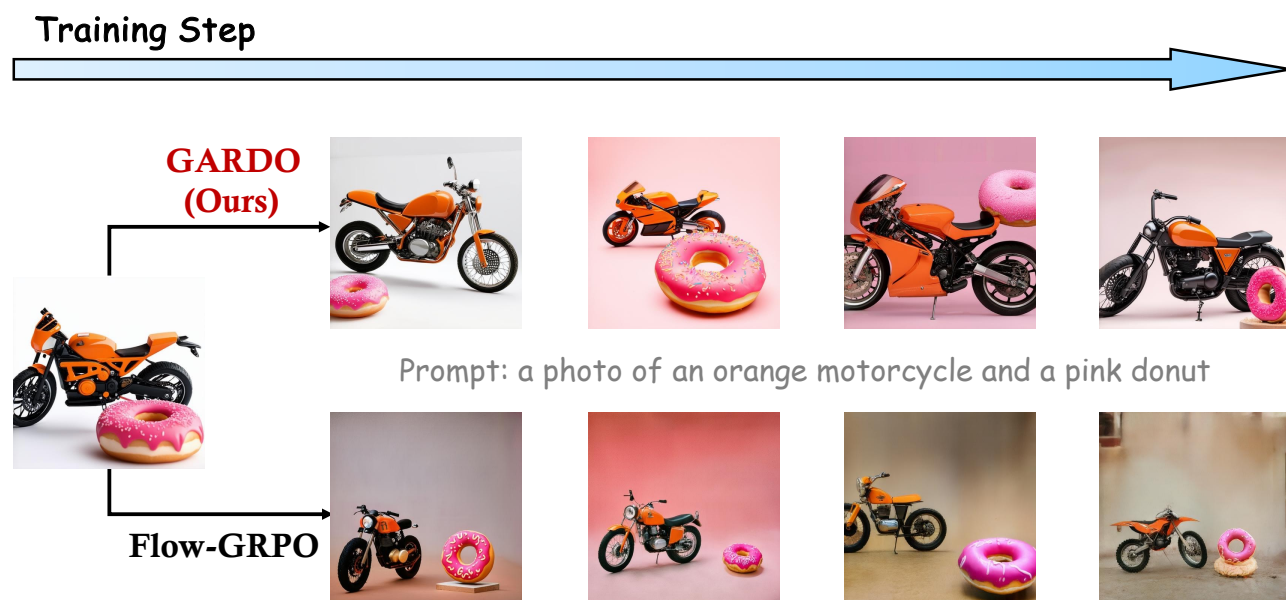 Training Step
GARDO
(Ours)
Prompt: a photo of an orange motorcycle and a pink donut
Flow-GRPO